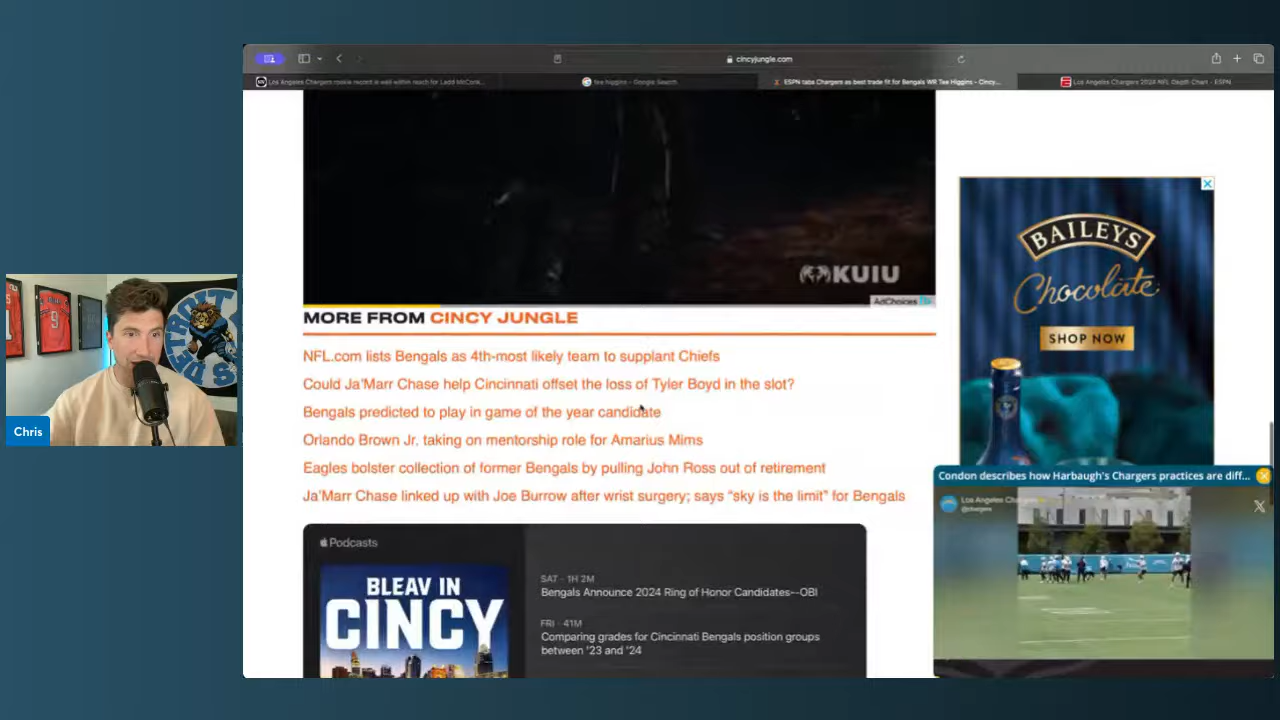 cincyjungle.com
Los Angeles Chargers rookie record is well within reach for Ladd McConk...
tee higgins - Google Search
ESPN tabs Chargers as best trade fit for Bengals WR Tee Higgins - Cincy...
Los Angeles Chargers 2024 NFL Depth Chart - ESPN
KUIU
AdChoices
MORE FROM CINCY JUNGLE
NFL.com lists Bengals as 4th-most likely team to supplant Chiefs
Could Ja'Marr Chase help Cincinnati offset the loss of Tyler Boyd in the slot?
Bengals predicted to play in game of the year candidate
Orlando Brown Jr. taking on mentorship role for Amarius Mims
Eagles bolster collection of former Bengals by pulling John Ross out of retirement
Ja'Marr Chase linked up with Joe Burrow after wrist surgery; says “sky is the limit” for Bengals
Podcasts
BLEAV IN
CINCY
SAT · 1H 2M
Bengals Announce 2024 Ring of Honor Candidates--OBI
FRI · 41M
Comparing grades for Cincinnati Bengals position groups
between '23 and '24
BAILEYS
Chocolate
SHOP NOW
Condon describes how Harbaugh's Chargers practices are diff...
Los Angeles Chargers
@chargers
DETROIT
9
Chris